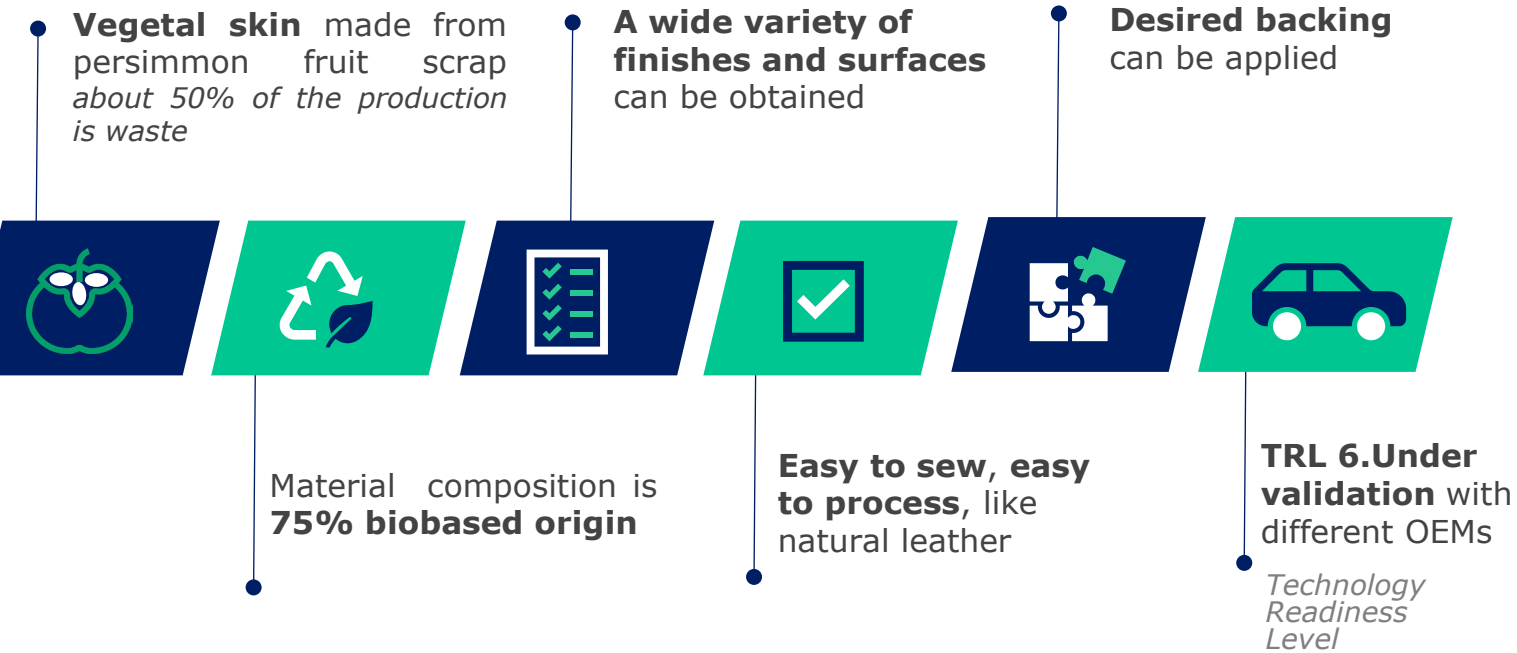 Vegetal skin made from
persimmon fruit scrap
about 50% of the production
is waste
A wide variety of
finishes and surfaces
can be obtained
Desired backing
can be applied
Material composition is
75% biobased origin
Easy to sew, easy
to process, like
natural leather
TRL 6.Under
validation with
different OEMs
Technology
Readiness
Level